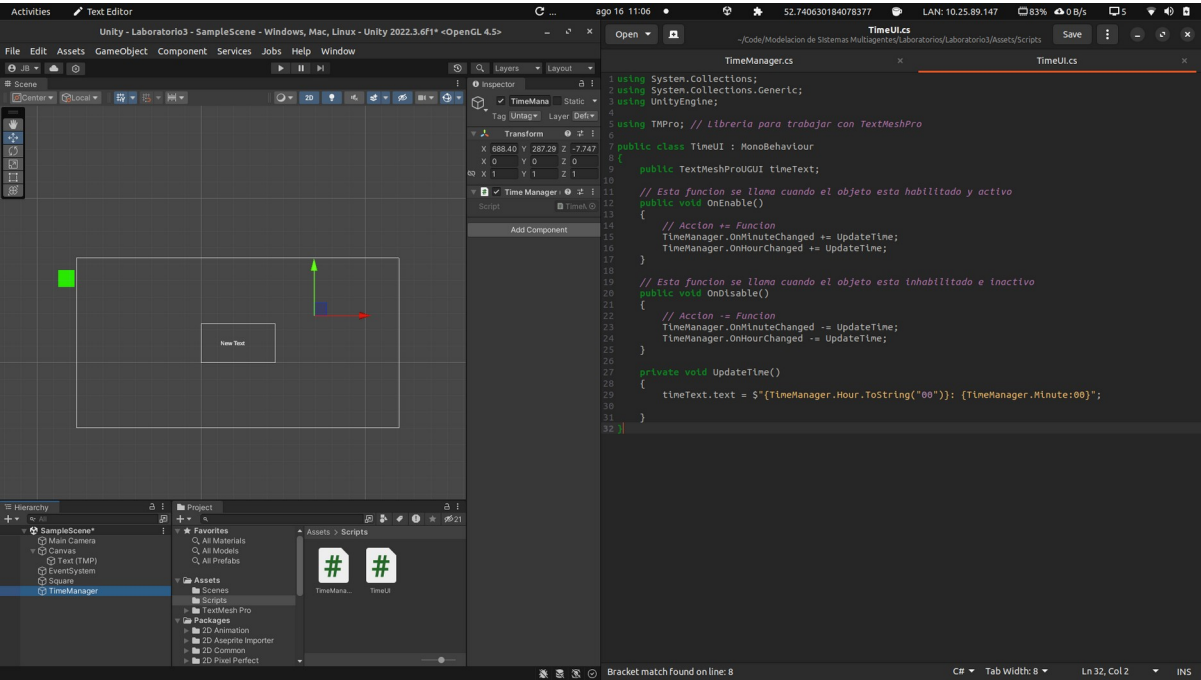 Activities Text Editor C ... ago 16 11:06 52.740630184078377 LAN: 10.25.89.147 83% 0 B/s 5
Unity - Laboratorio3 - SampleScene - Windows, Mac, Linux - Unity 2022.3.6f1* <OpenGL 4.5>
File Edit Assets GameObject Component Services Jobs Help Window
JB Layers Layout
Scene
Center Local 2D
Inspector
TimeMana Static
Tag Untag Layer Def
Transform
X 688.40 Y 287.29 Z -7.747
X 0 Y 0 Z 0
X 1 Y 1 Z 1
Time Manager
Script
Add Component
New Text
Hierarchy
All
SampleScene*
Main Camera
Canvas
Text (TMP)
EventSystem
Square
TimeManager
Project
21
Favorites
All Materials
All Models
All Prefabs
Assets
Scenes
Scripts
TextMesh Pro
Packages
2D Animation
2D Aseprite Importer
2D Common
2D Pixel Perfect
Assets > Scripts
TimeMana...
TimeUI
Open TimeUI.cs Save
~/Code/Modelacion de Sistemas Multiagentes/Laboratorios/Laboratorio3/Assets/Scripts
TimeManager.cs TimeUI.cs
1 using System.Collections;
2 using System.Collections.Generic;
3 using UnityEngine;
4
5 using TMPro; // Libreria para trabajar con TextMeshPro
6
7 public class TimeUI : MonoBehaviour
8 {
9 public TextMeshProUGUI timeText;
10
11 // Esta funcion se llama cuando el objeto esta habilitado y activo
12 public void OnEnable()
13 {
14 // Accion += Funcion
15 TimeManager.OnMinuteChanged += UpdateTime;
16 TimeManager.OnHourChanged += UpdateTime;
17 }
18
19 // Esta funcion se llama cuando el objeto esta inhabilitado e inactivo
20 public void OnDisable()
21 {
22 // Accion -= Funcion
23 TimeManager.OnMinuteChanged -= UpdateTime;
24 TimeManager.OnHourChanged -= UpdateTime;
25 }
26
27 private void UpdateTime()
28 {
29 timeText.text = $"{TimeManager.Hour.ToString("00")}: {TimeManager.Minute:00}";
30
31 }
32 }
Bracket match found on line: 8 C# Tab Width: 8 Ln 32, Col 2 INS